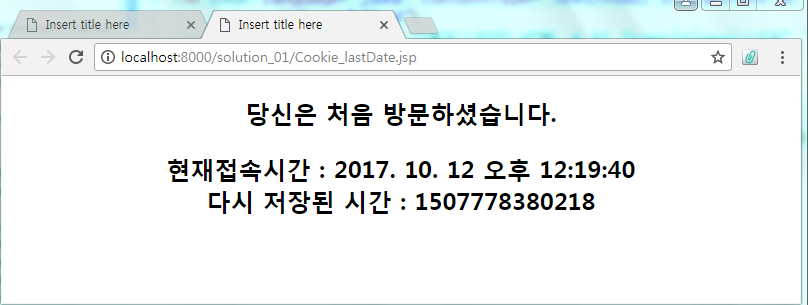 Insert title here
Insert title here
localhost:8000/solution_01/Cookie_lastDate.jsp
당신은 처음 방문하셨습니다.
현재접속시간 : 2017. 10. 12 오후 12:19:40
다시 저장된 시간 : 1507778380218